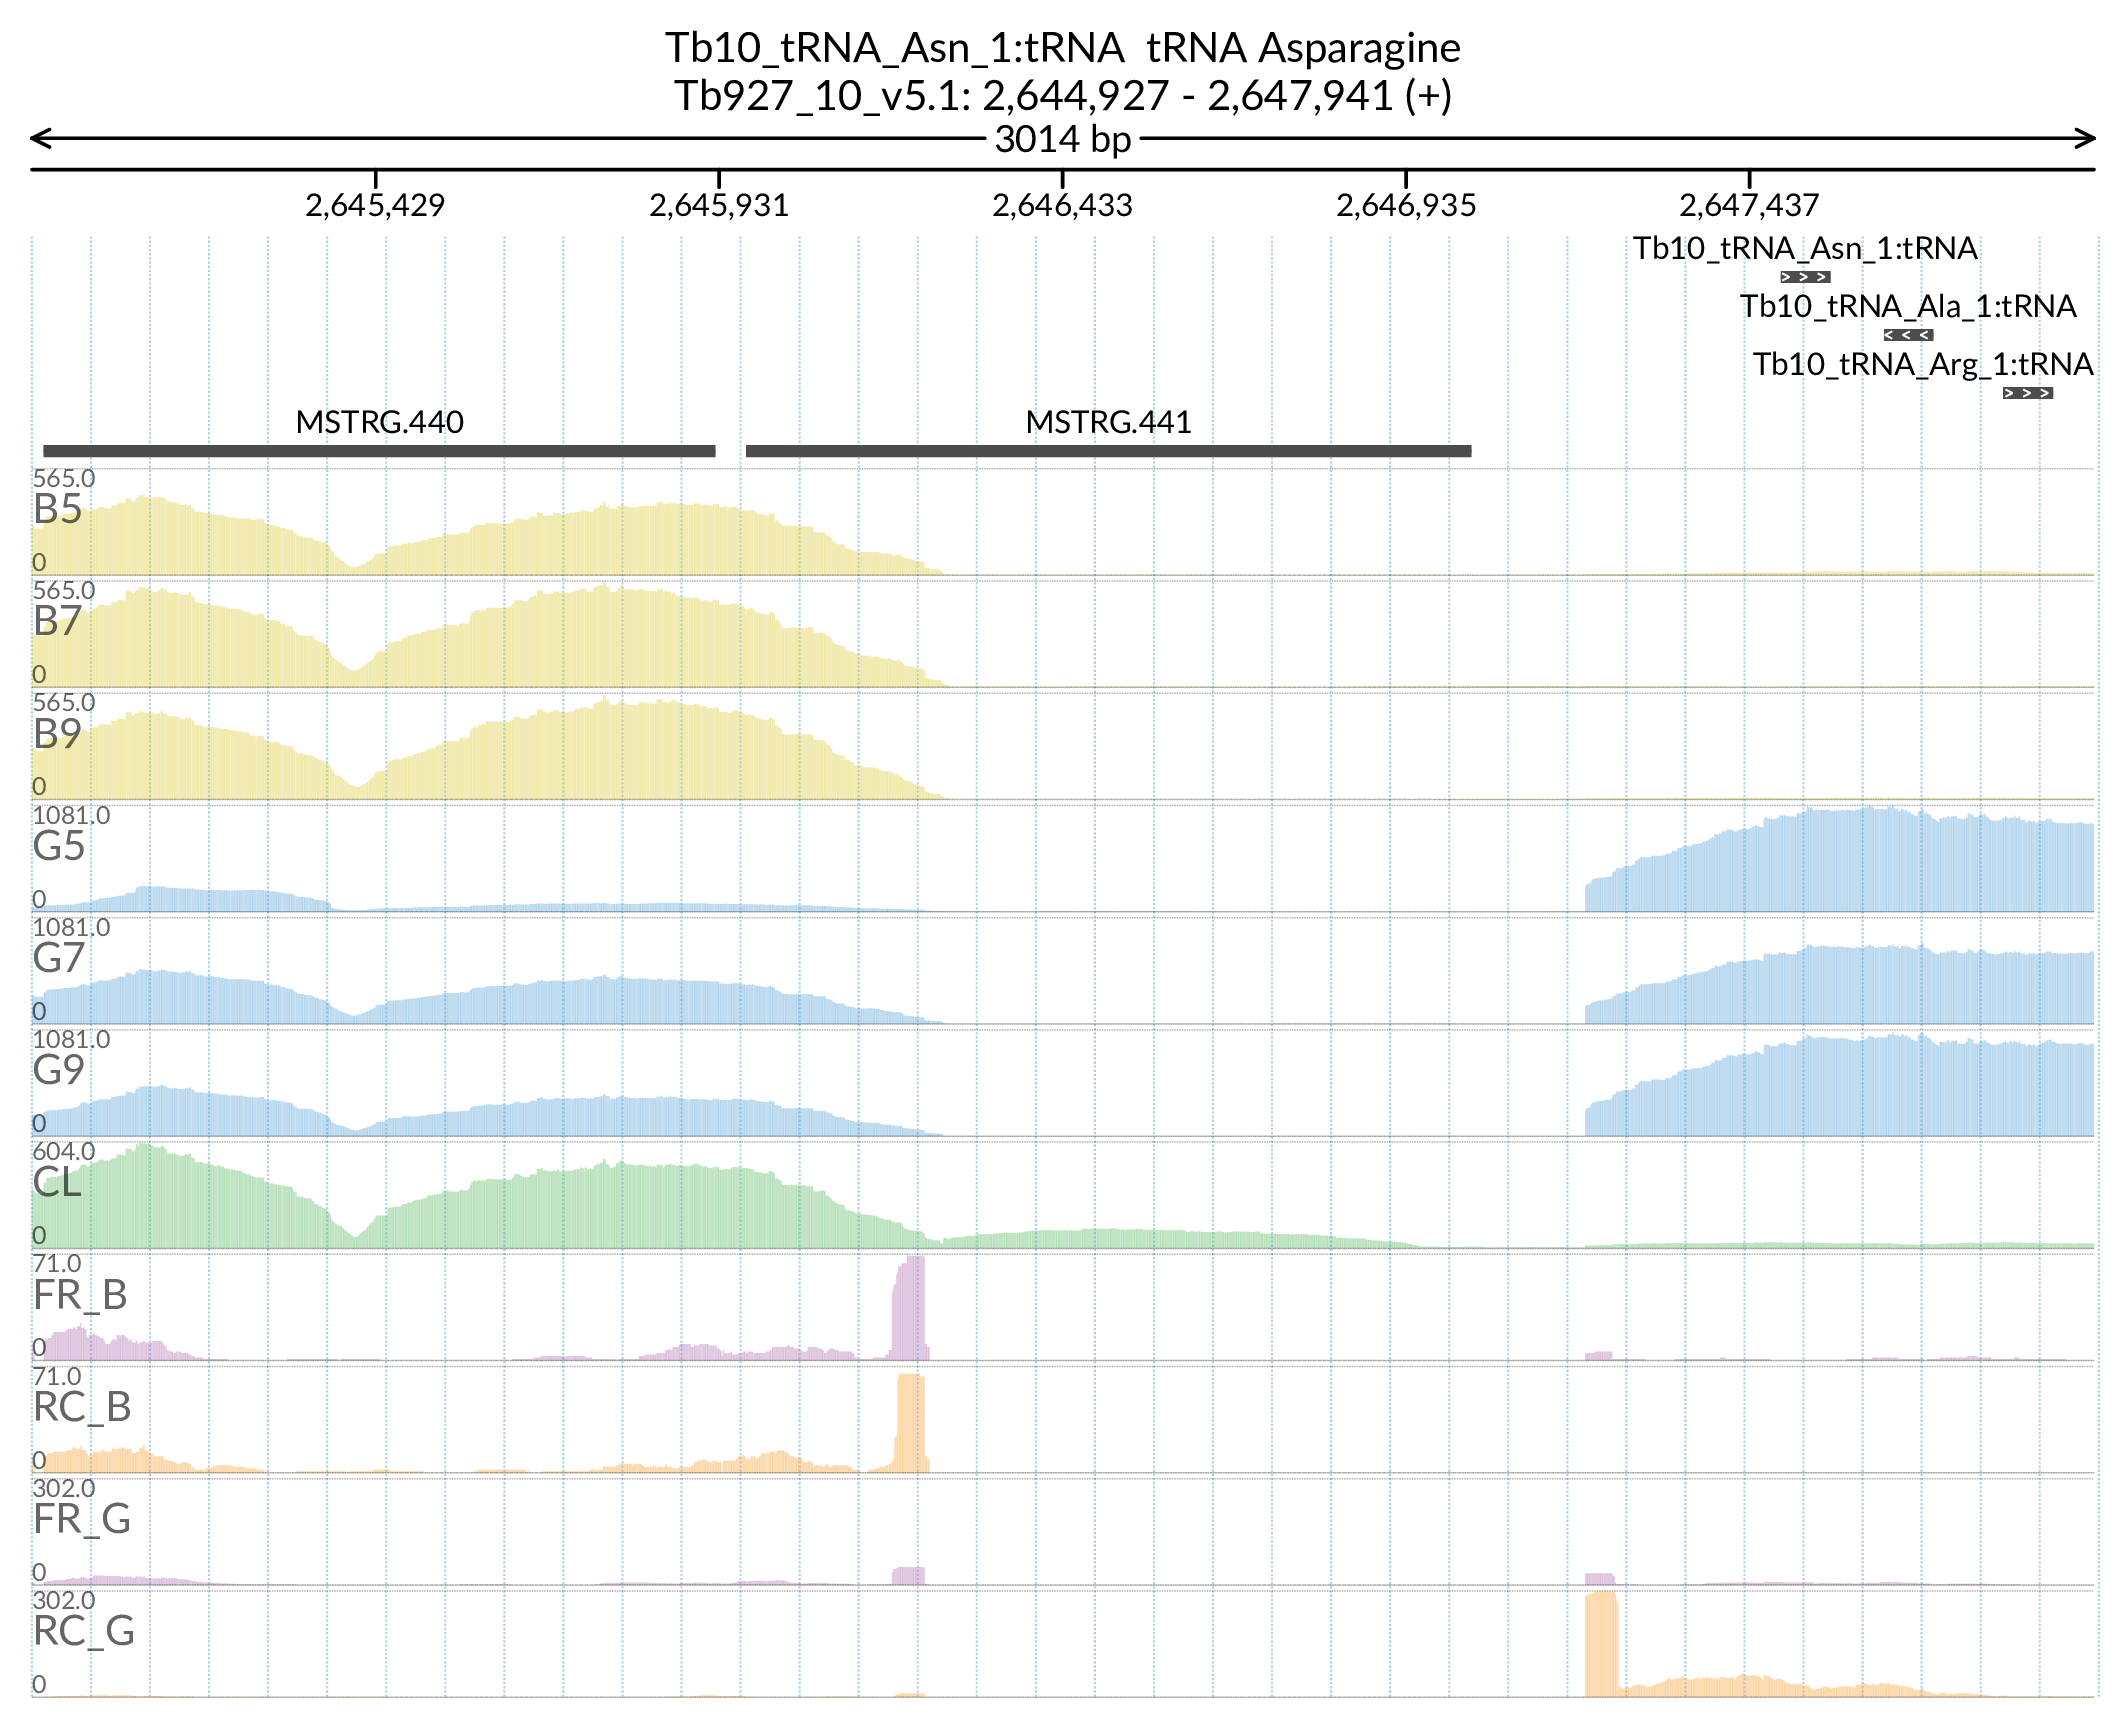 Tb10_tRNA_Asn_1:tRNA  tRNA Asparagine
Tb927_10_v5.1: 2,644,927 - 2,647,941 (+)
3014 bp
2,645,429 2,645,931 2,646,433 2,646,935 2,647,437
Tb10_tRNA_Asn_1:tRNA
Tb10_tRNA_Ala_1:tRNA
Tb10_tRNA_Arg_1:tRNA
MSTRG.440 MSTRG.441
565.0
B5
0
565.0
B7
0
565.0
B9
0
1081.0
G5
0
1081.0
G7
0
1081.0
G9
0
604.0
CL
0
71.0
FR_B
0
71.0
RC_B
0
302.0
FR_G
0
302.0
RC_G
0